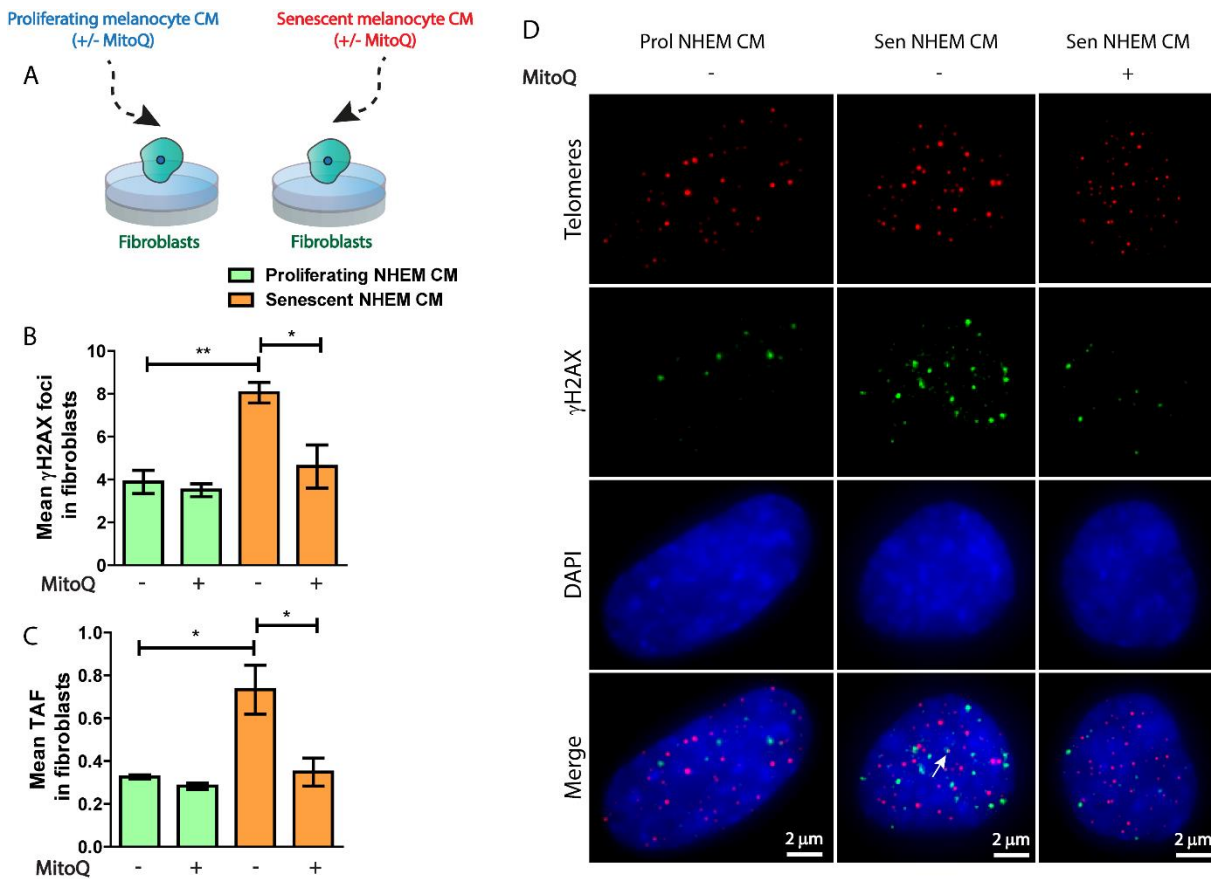 Proliferating melanocyte CM
(+/- MitoQ)
Senescent melanocyte CM
(+/- MitoQ)
A
Fibroblasts
Fibroblasts
Proliferating NHEM CM
Senescent NHEM CM
B
Mean γH2AX foci
in fibroblasts
10
8
6
4
2
0
**
*
MitoQ
-
+
-
+
C
Mean TAF
in fibroblasts
1.0
0.8
0.6
0.4
0.2
0.0
*
*
MitoQ
-
+
-
+
D
Prol NHEM CM
Sen NHEM CM
Sen NHEM CM
MitoQ
-
-
+
Telomeres
γH2AX
DAPI
Merge
2 μm
2 μm
2 μm